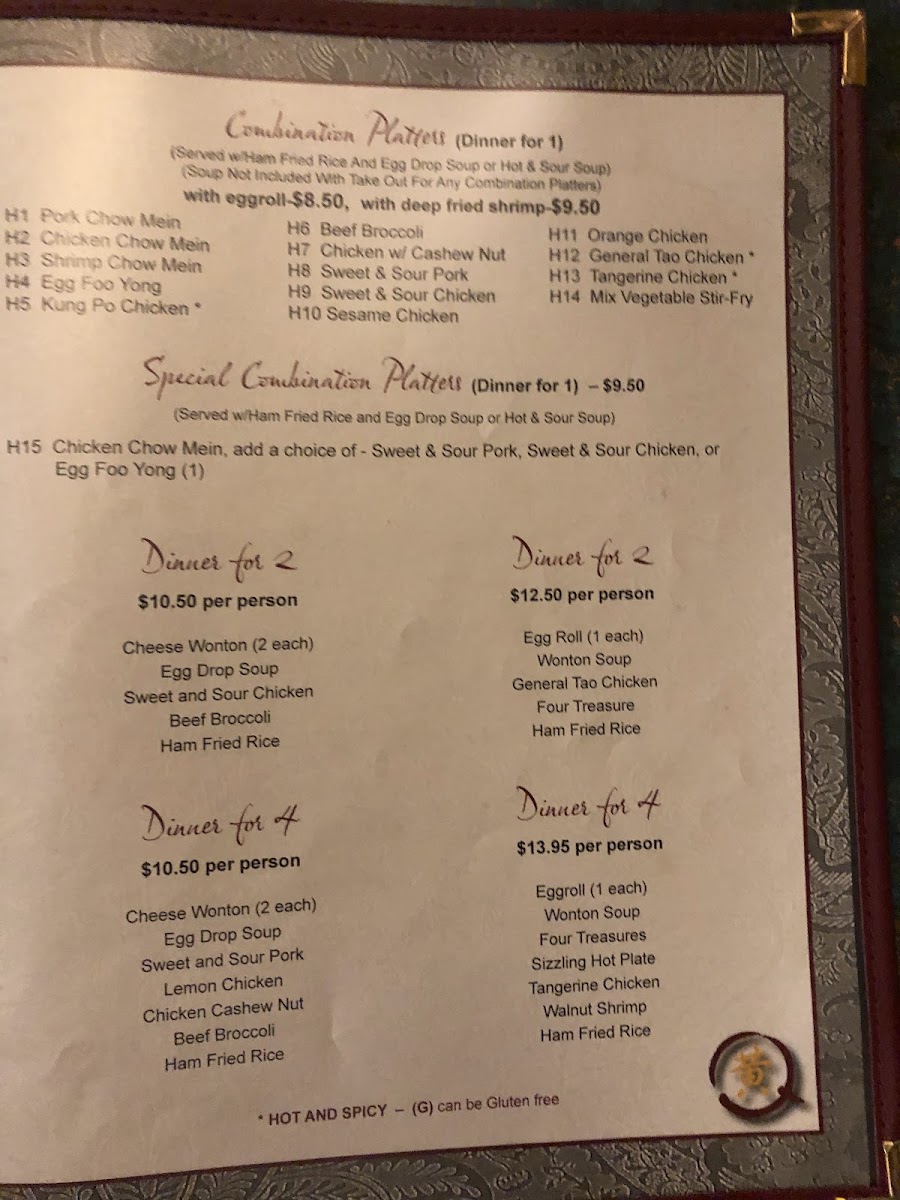 Combination Platters (Dinner for 1)
(Served w/Ham Fried Rice And Egg Drop Soup or Hot & Sour Soup)
(Soup Not Included With Take Out For Any Combination Platters)
with eggroll-$8.50, with deep fried shrimp-$9.50
H1 Pork Chow Mein
H2 Chicken Chow Mein
H3 Shrimp Chow Mein
H4 Egg Foo Yong
H5 Kung Po Chicken *
H6 Beef Broccoli
H7 Chicken w/ Cashew Nut
H8 Sweet & Sour Pork
H9 Sweet & Sour Chicken
H10 Sesame Chicken
H11 Orange Chicken
H12 General Tao Chicken *
H13 Tangerine Chicken *
H14 Mix Vegetable Stir-Fry
Special Combination Platters (Dinner for 1) – $9.50
(Served w/Ham Fried Rice and Egg Drop Soup or Hot & Sour Soup)
H15 Chicken Chow Mein, add a choice of - Sweet & Sour Pork, Sweet & Sour Chicken, or
Egg Foo Yong (1)
Dinner for 2
$10.50 per person
Cheese Wonton (2 each)
Egg Drop Soup
Sweet and Sour Chicken
Beef Broccoli
Ham Fried Rice
Dinner for 2
$12.50 per person
Egg Roll (1 each)
Wonton Soup
General Tao Chicken
Four Treasure
Ham Fried Rice
Dinner for 4
$10.50 per person
Cheese Wonton (2 each)
Egg Drop Soup
Sweet and Sour Pork
Lemon Chicken
Chicken Cashew Nut
Beef Broccoli
Ham Fried Rice
Dinner for 4
$13.95 per person
Eggroll (1 each)
Wonton Soup
Four Treasures
Sizzling Hot Plate
Tangerine Chicken
Walnut Shrimp
Ham Fried Rice
黄
* HOT AND SPICY – (G) can be Gluten free